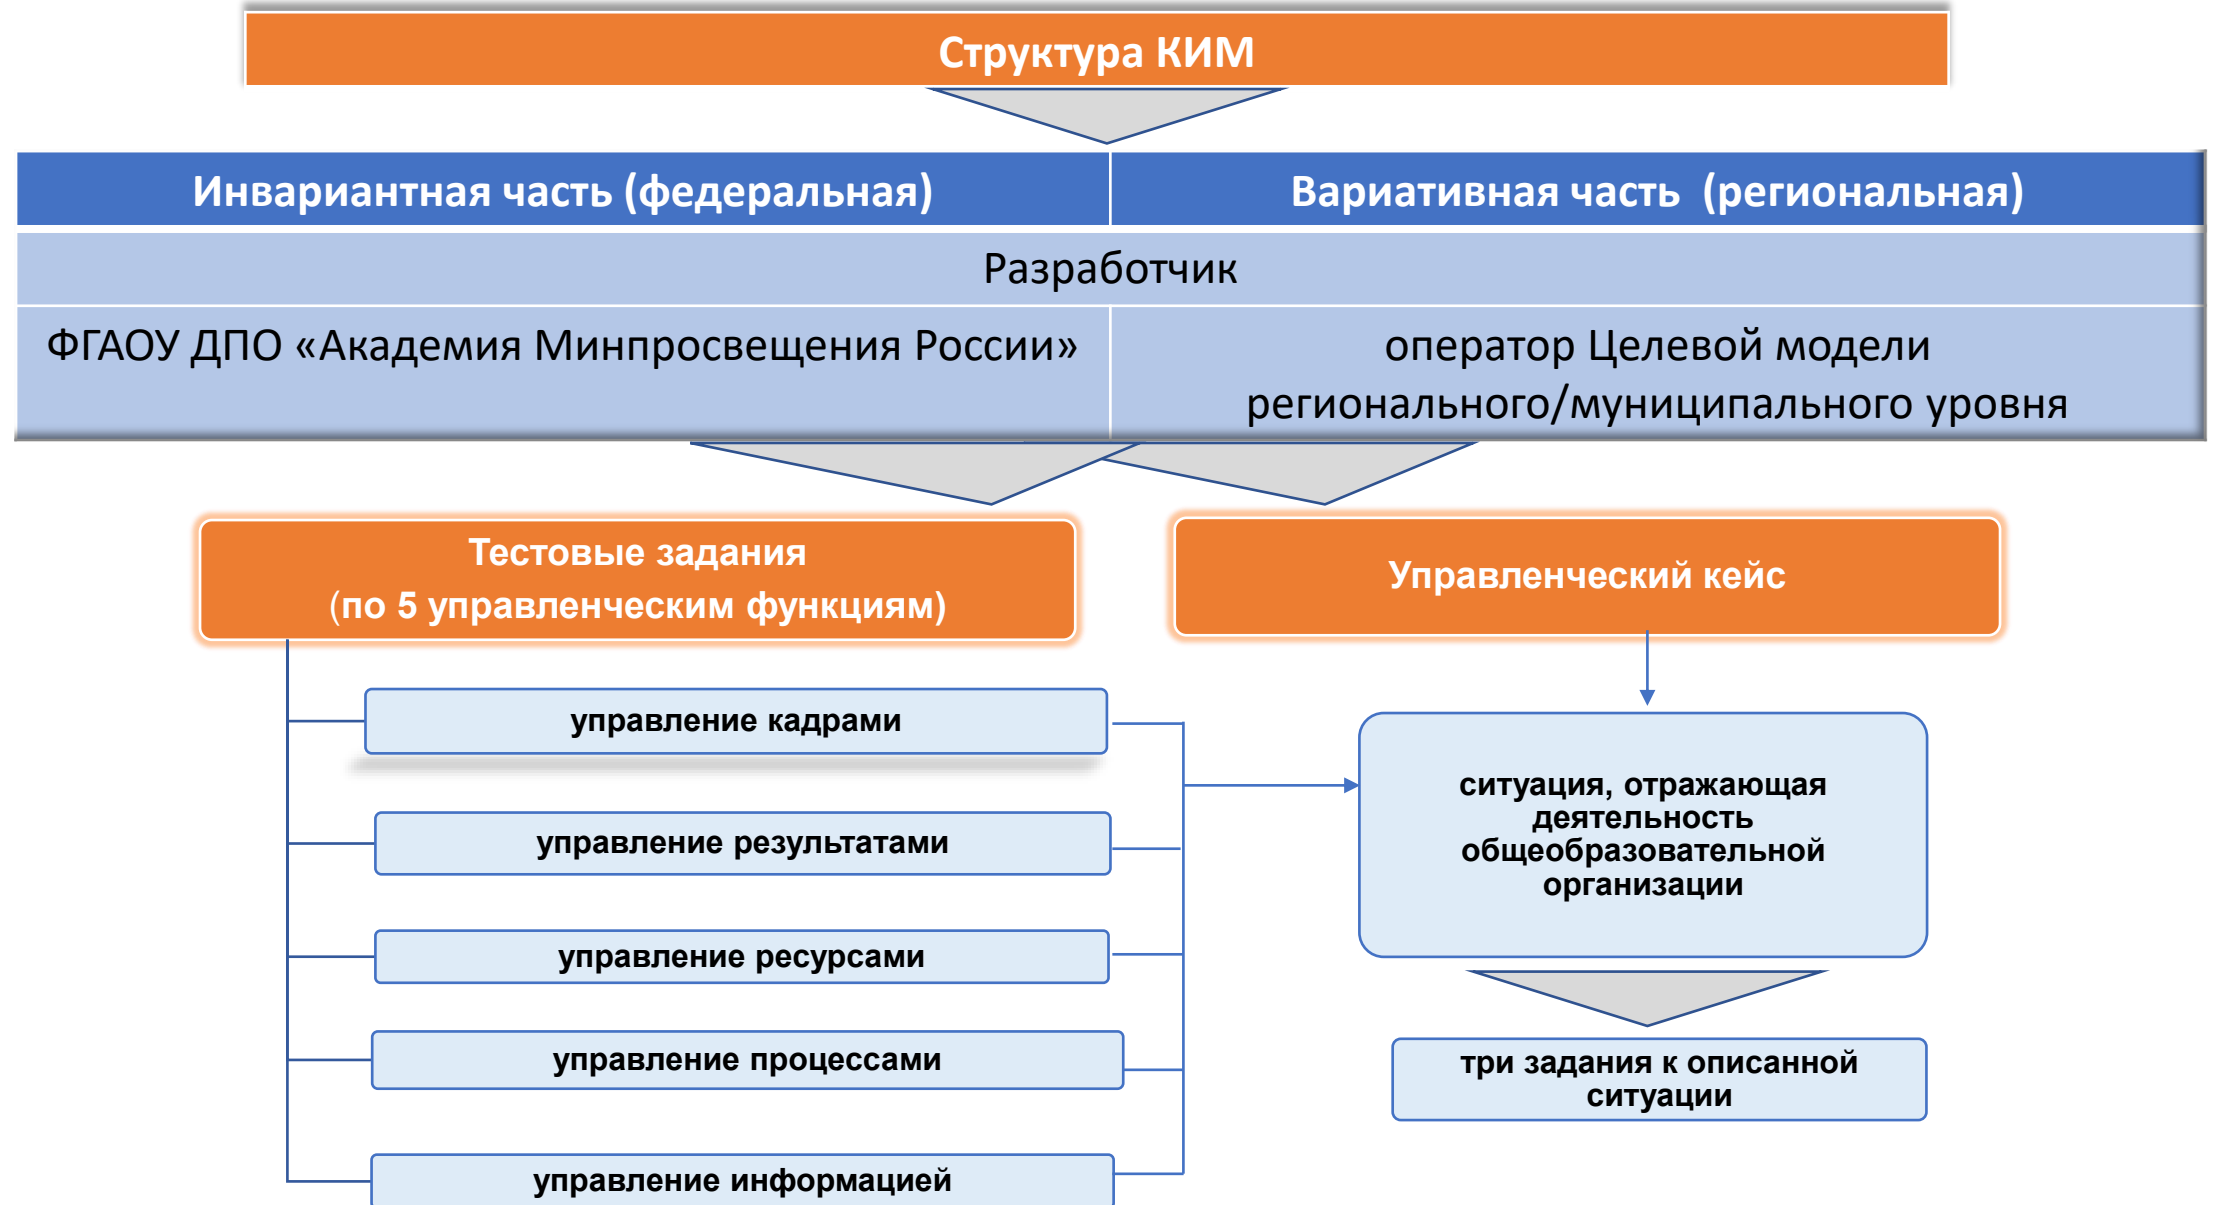 Структура КИМ
Инвариантная часть (федеральная)
Вариативная часть (региональная)
Разработчик
ФГАОУ ДПО «Академия Минпросвещения России»
оператор Целевой модели
регионального/муниципального уровня
Тестовые задания
(по 5 управленческим функциям)
Управленческий кейс
управление кадрами
управление результатами
управление ресурсами
управление процессами
управление информацией
ситуация, отражающая
деятельность
общеобразовательной
организации
три задания к описанной
ситуации